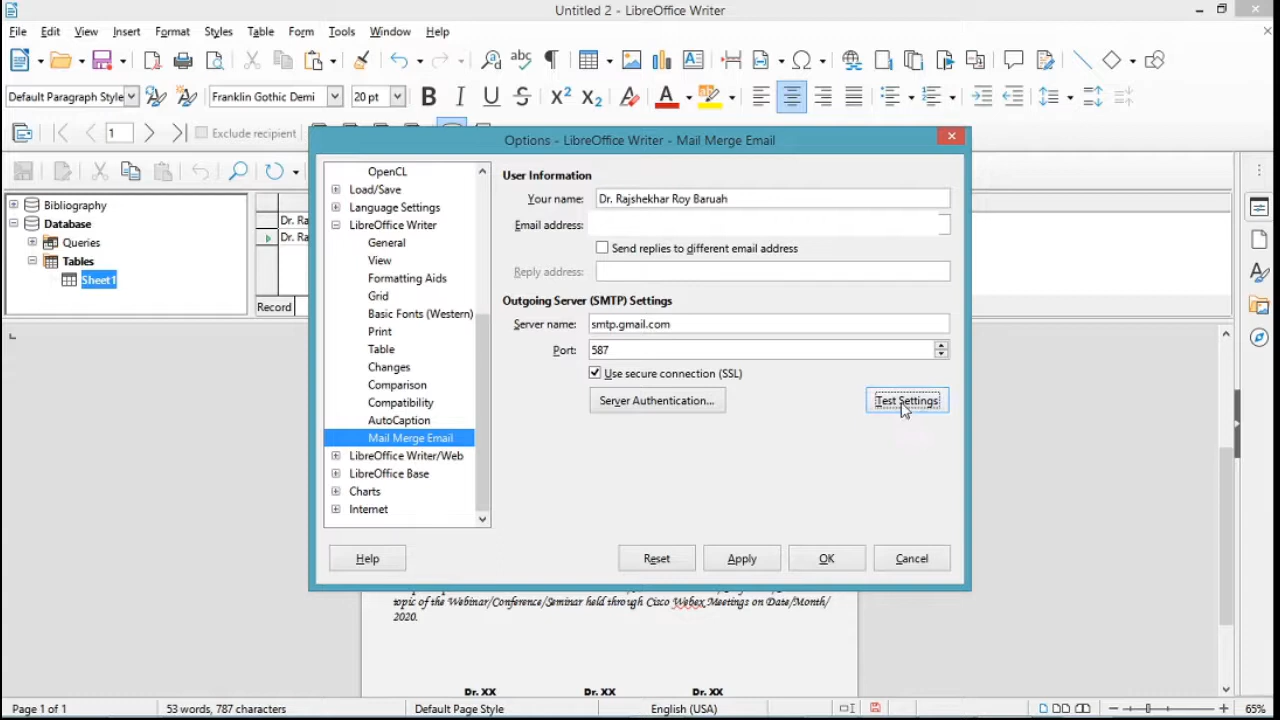 Untitled 2 - LibreOffice Writer
File Edit View Insert Format Styles Table Form Tools Window Help
Default Paragraph Style Franklin Gothic Demi 20 pt
1 Exclude recipient
Options - LibreOffice Writer - Mail Merge Email
Bibliography
Database
Queries
Tables
Sheet1
Dr. Ra
Dr. Ra
Record
OpenCL
Load/Save
Language Settings
LibreOffice Writer
General
View
Formatting Aids
Grid
Basic Fonts (Western)
Print
Table
Changes
Comparison
Compatibility
AutoCaption
Mail Merge Email
LibreOffice Writer/Web
LibreOffice Base
Charts
Internet
User Information
Your name: Dr. Rajshekhar Roy Baruah
Email address:
Send replies to different email address
Reply address:
Outgoing Server (SMTP) Settings
Server name: smtp.gmail.com
Port: 587
Use secure connection (SSL)
Server Authentication... Test Settings
Help Reset Apply OK Cancel
topic of the Webinar/Conference/Seminar held through Cisco Webex Meetings on Date/Month/
2020.
Dr. XX Dr. XX Dr. XX
Page 1 of 1 53 words, 787 characters Default Page Style English (USA) 65%